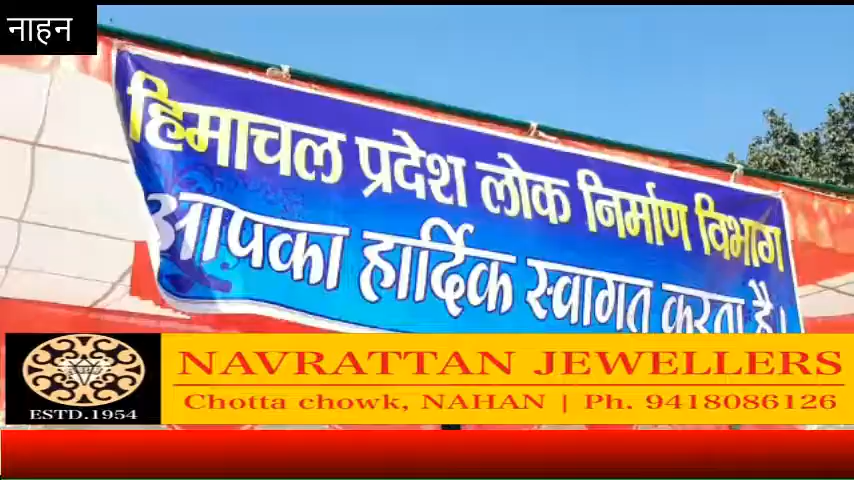 नाहन
हिमाचल प्रदेश लोक निर्माण विभाग
आपका हार्दिक स्वागत करता है।
NAVRATTAN JEWELLERS
Chotta chowk, NAHAN | Ph. 9418086126
ESTD.1954